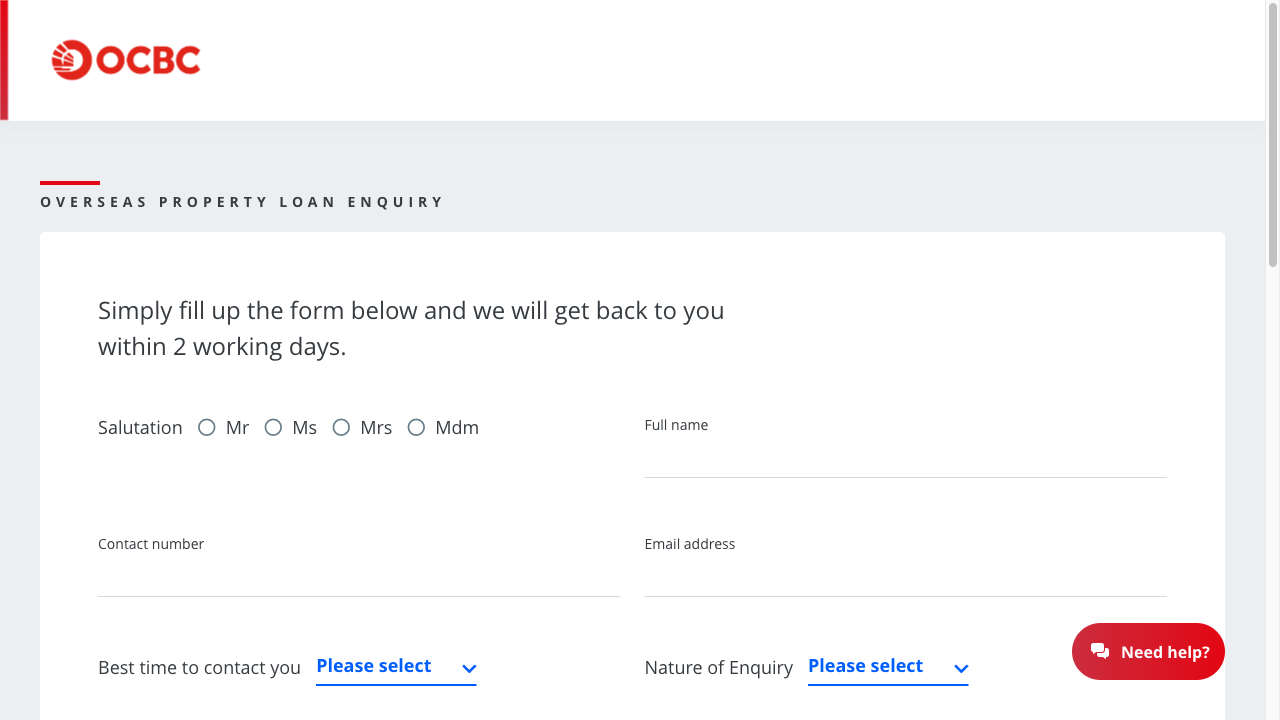 OCBC
OVERSEAS PROPERTY LOAN ENQUIRY
Simply fill up the form below and we will get back to you
within 2 working days.
Salutation Mr Ms Mrs Mdm
Full name
Contact number
Email address
Best time to contact you Please select
Nature of Enquiry Please select
Need help?